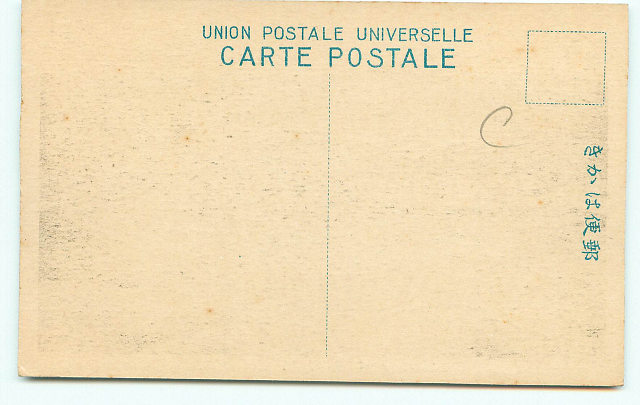 UNION POSTALE UNIVERSELLE
CARTE POSTALE
C
郵便はかき